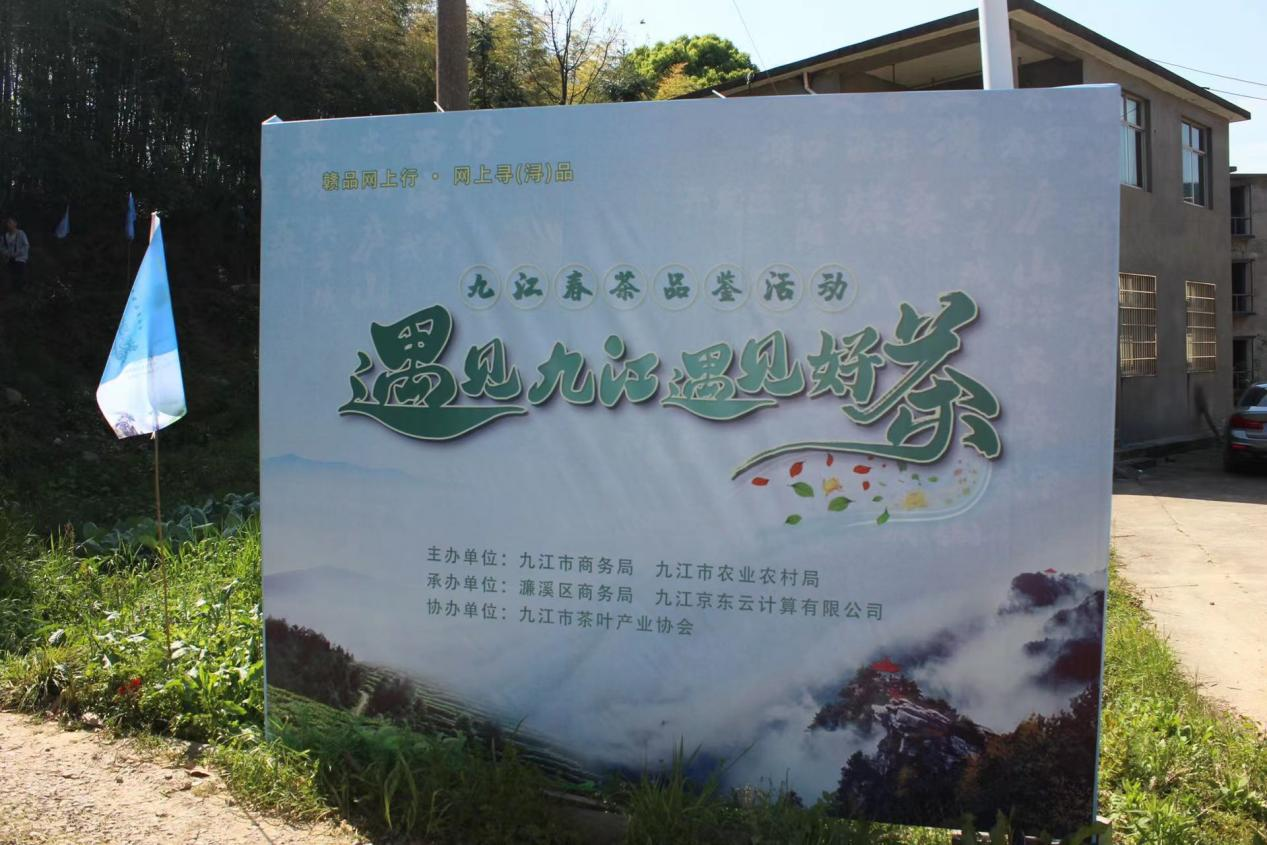 赣品网上行 · 网上寻(浔)品
九江春茶品鉴活动
遇见九江遇见好茶
主办单位：九江市商务局 九江市农业农村局
承办单位：濂溪区商务局 九江京东云计算有限公司
协办单位：九江市茶叶产业协会